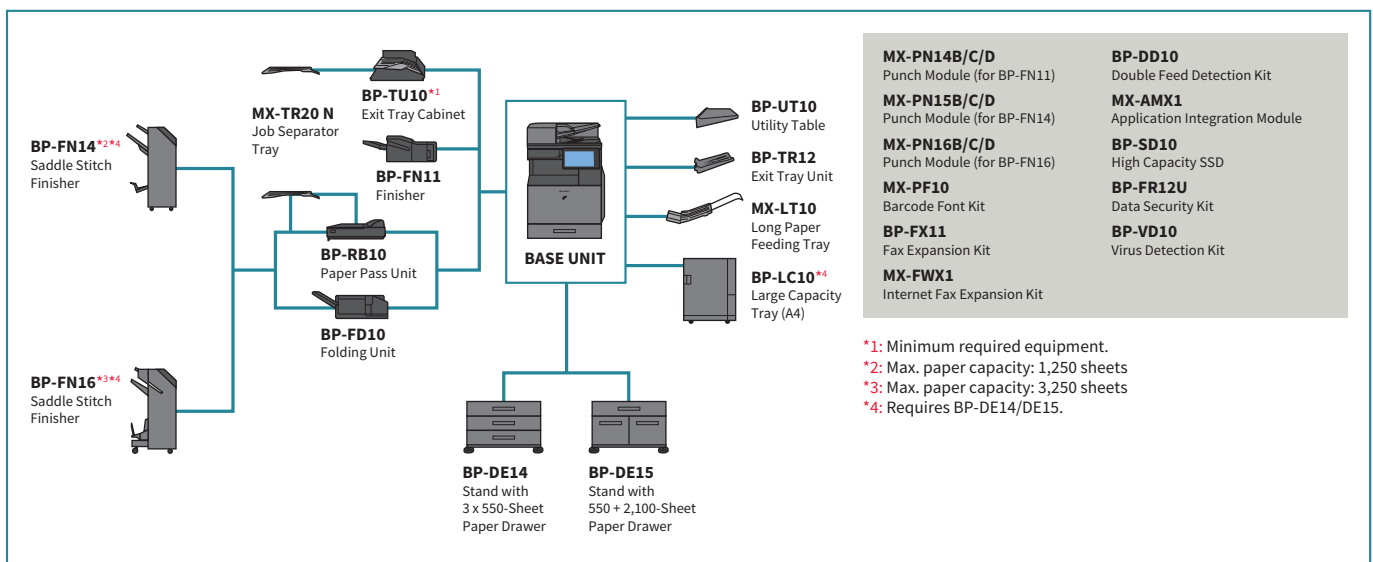 MX-TR20 N
Job Separator
Tray
BP-TU10*1
Exit Tray Cabinet
BP-FN11
Finisher
BP-FN14*2*4
Saddle Stitch
Finisher
BP-RB10
Paper Pass Unit
BP-FD10
Folding Unit
BP-FN16*3*4
Saddle Stitch
Finisher
BASE UNIT
BP-UT10
Utility Table
BP-TR12
Exit Tray Unit
MX-LT10
Long Paper
Feeding Tray
BP-LC10*4
Large Capacity
Tray (A4)
BP-DE14
Stand with
3 x 550-Sheet
Paper Drawer
BP-DE15
Stand with
550 + 2,100-Sheet
Paper Drawer
MX-PN14B/C/D
Punch Module (for BP-FN11)
MX-PN15B/C/D
Punch Module (for BP-FN14)
MX-PN16B/C/D
Punch Module (for BP-FN16)
MX-PF10
Barcode Font Kit
BP-FX11
Fax Expansion Kit
MX-FWX1
Internet Fax Expansion Kit
BP-DD10
Double Feed Detection Kit
MX-AMX1
Application Integration Module
BP-SD10
High Capacity SSD
BP-FR12U
Data Security Kit
BP-VD10
Virus Detection Kit
*1: Minimum required equipment.
*2: Max. paper capacity: 1,250 sheets
*3: Max. paper capacity: 3,250 sheets
*4: Requires BP-DE14/DE15.